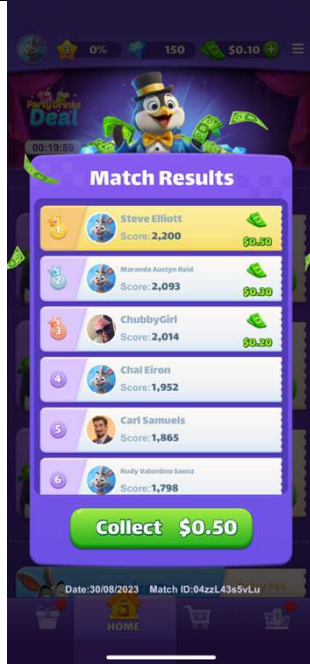 0%
150
$0.10
Party Drinks
Deal
00:19:59
Match Results
1
Steve Elliott
Score:2,200
$0.50
2
Maranda Austyn Reid
Score:2,093
$0.30
3
ChubbyGirl
Score:2,014
$0.20
4
Chal Eiron
Score:1,952
5
Carl Samuels
Score:1,865
6
Rudy Valentino Saenz
Score:1,798
Collect $0.50
Date:30/08/2023 Match ID:04zzL43s5vLu
HOME